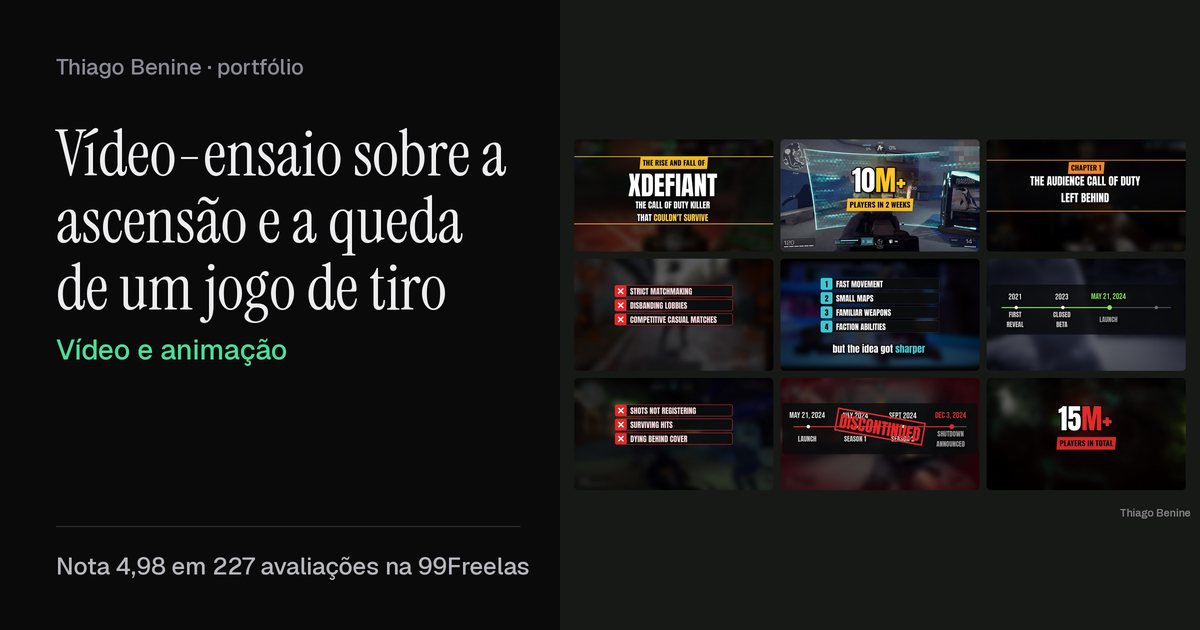 Thiago Benine · portfólio
Vídeo-ensaio sobre a
ascensão e a queda
de um jogo de tiro
Vídeo e animação
Nota 4,98 em 227 avaliações na 99Freelas
THE RISE AND FALL OF
XDEFIANT
THE CALL OF DUTY KILLER
THAT COULDN'T SURVIVE
10M+
PLAYERS IN 2 WEEKS
120
14
CHAPTER 1
THE AUDIENCE CALL OF DUTY
LEFT BEHIND
STRICT MATCHMAKING
DISBANDING LOBBIES
COMPETITIVE CASUAL MATCHES
1 FAST MOVEMENT
2 SMALL MAPS
3 FAMILIAR WEAPONS
4 FACTION ABILITIES
but the idea got sharper
2021 2023 MAY 21, 2024
FIRST REVEAL CLOSED BETA LAUNCH
SHOTS NOT REGISTERING
SURVIVING HITS
DYING BEHIND COVER
MAY 21, 2024 JULY 2024 SEPT 2024 DEC 3, 2024
DISCONTINUED
LAUNCH SEASON 1 SHUTDOWN ANNOUNCED
15M+
PLAYERS IN TOTAL
Thiago Benine